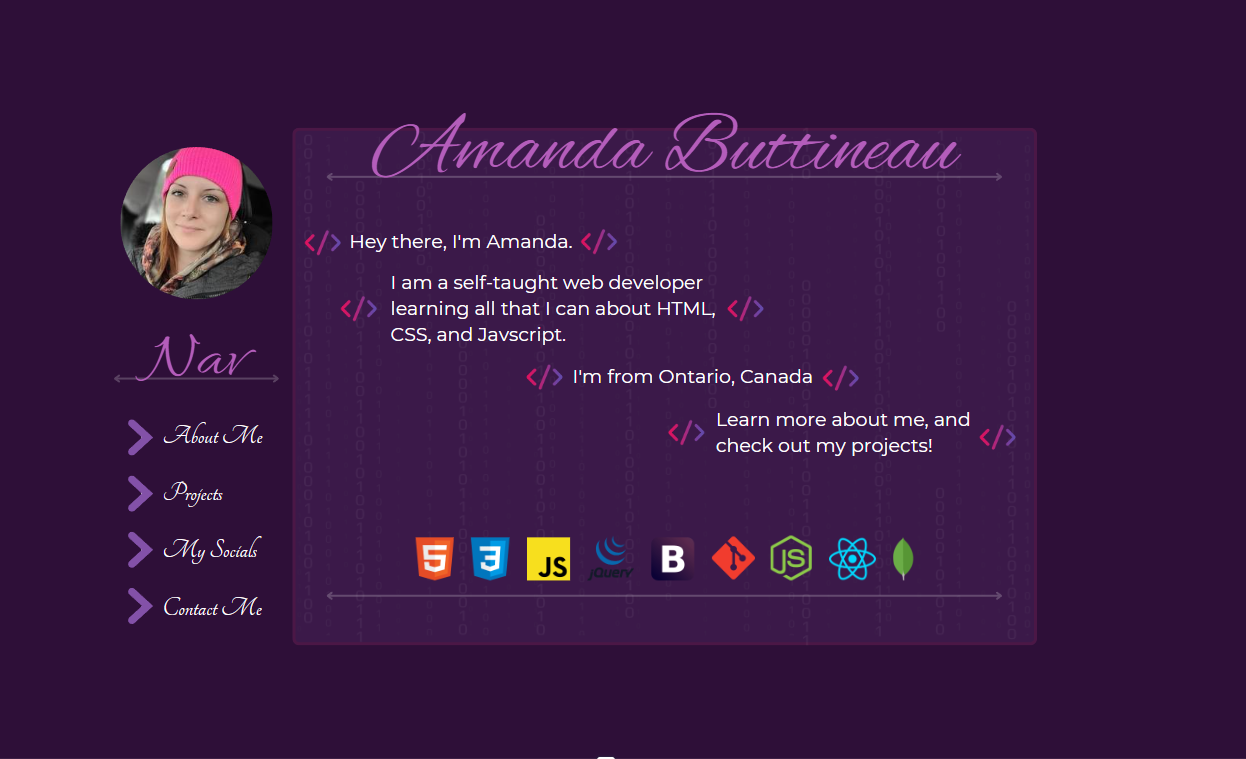 Amanda Buttineau
</> Hey there, I'm Amanda. </>
I am a self-taught web developer
</> learning all that I can about HTML, </>
CSS, and Javscript.
</> I'm from Ontario, Canada </>
Learn more about me, and
</> check out my projects! </>
Nav
About Me
Projects
My Socials
Contact Me
5 3 JS jQuery B JS